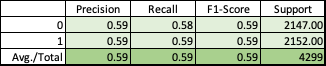 Precision Recall F1-Score Support
0 0.59 0.58 0.59 2147.00
1 0.59 0.59 0.59 2152.00
Avg./Total 0.59 0.59 0.59 4299